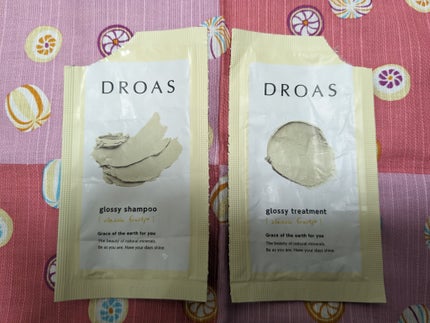 DROAS
glossy shampoo
Grace of the earth for you
The beauty of natural minerals.
Be as you are. Have your days shine.
DROAS
glossy treatment
Grace of the earth for you
The beauty of natural minerals.
Be as you are. Have your days shine.